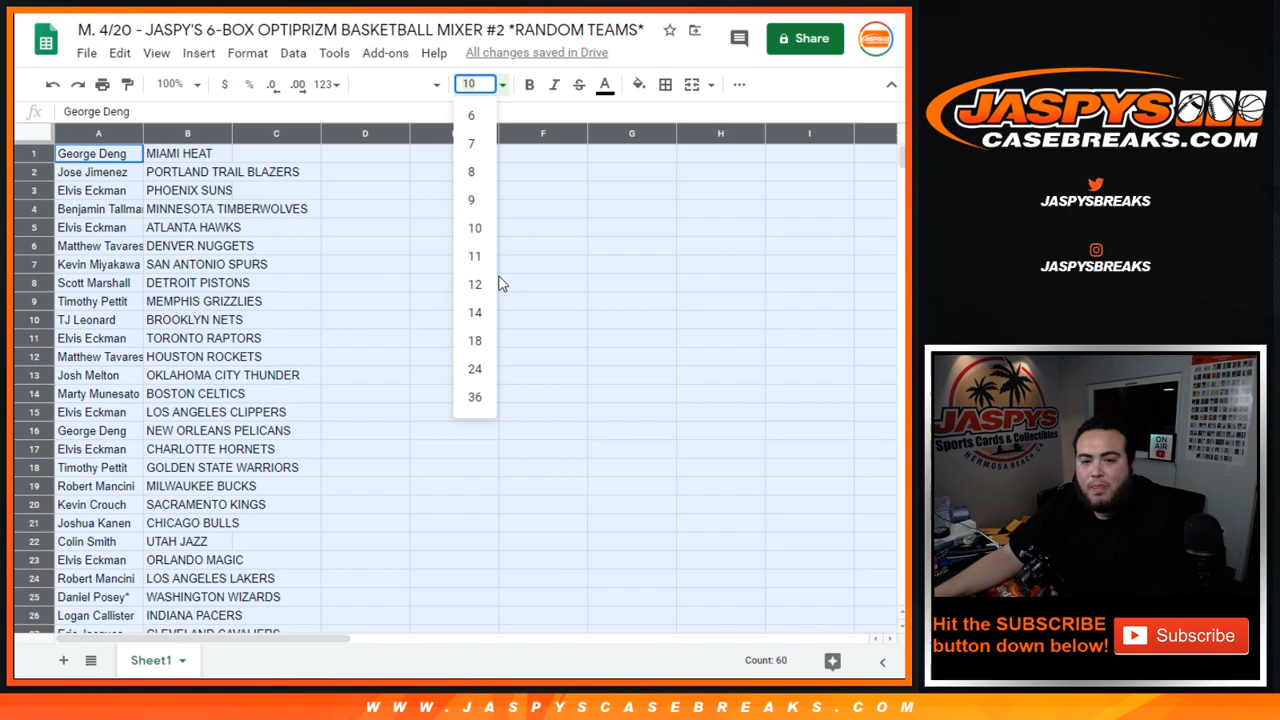 M. 4/20 - JASPY'S 6-BOX OPTIPRIZM BASKETBALL MIXER #2 *RANDOM TEAMS*
File Edit View Insert Format Data Tools Add-ons Help All changes saved in Drive
Share
100% $ % .0 .00 123 10 B I S A
fx George Deng
A B C D F G H I
1 George Deng MIAMI HEAT
2 Jose Jimenez PORTLAND TRAIL BLAZERS
3 Elvis Eckman PHOENIX SUNS
4 Benjamin Tallma MINNESOTA TIMBERWOLVES
5 Elvis Eckman ATLANTA HAWKS
6 Matthew Tavares DENVER NUGGETS
7 Kevin Miyakawa SAN ANTONIO SPURS
8 Scott Marshall DETROIT PISTONS
9 Timothy Pettit MEMPHIS GRIZZLIES
10 TJ Leonard BROOKLYN NETS
11 Elvis Eckman TORONTO RAPTORS
12 Matthew Tavares HOUSTON ROCKETS
13 Josh Melton OKLAHOMA CITY THUNDER
14 Marty Munesato BOSTON CELTICS
15 Elvis Eckman LOS ANGELES CLIPPERS
16 George Deng NEW ORLEANS PELICANS
17 Elvis Eckman CHARLOTTE HORNETS
18 Timothy Pettit GOLDEN STATE WARRIORS
19 Robert Mancini MILWAUKEE BUCKS
20 Kevin Crouch SACRAMENTO KINGS
21 Joshua Kanen CHICAGO BULLS
22 Colin Smith UTAH JAZZ
23 Elvis Eckman ORLANDO MAGIC
24 Robert Mancini LOS ANGELES LAKERS
25 Daniel Posey* WASHINGTON WIZARDS
26 Logan Callister INDIANA PACERS
6
7
8
9
10
11
12
14
18
24
36
Sheet1
Count: 60
JASPYS
CASEBREAKS.COM
JASPYSBREAKS
JASPYSBREAKS
JASPY'S
Sports Cards & Collectibles
HERMOSA BEACH, CA
ON
AIR
Hit the SUBSCRIBE
button down below!
Subscribe
WWW.JASPYSCASEBREAKS.COM